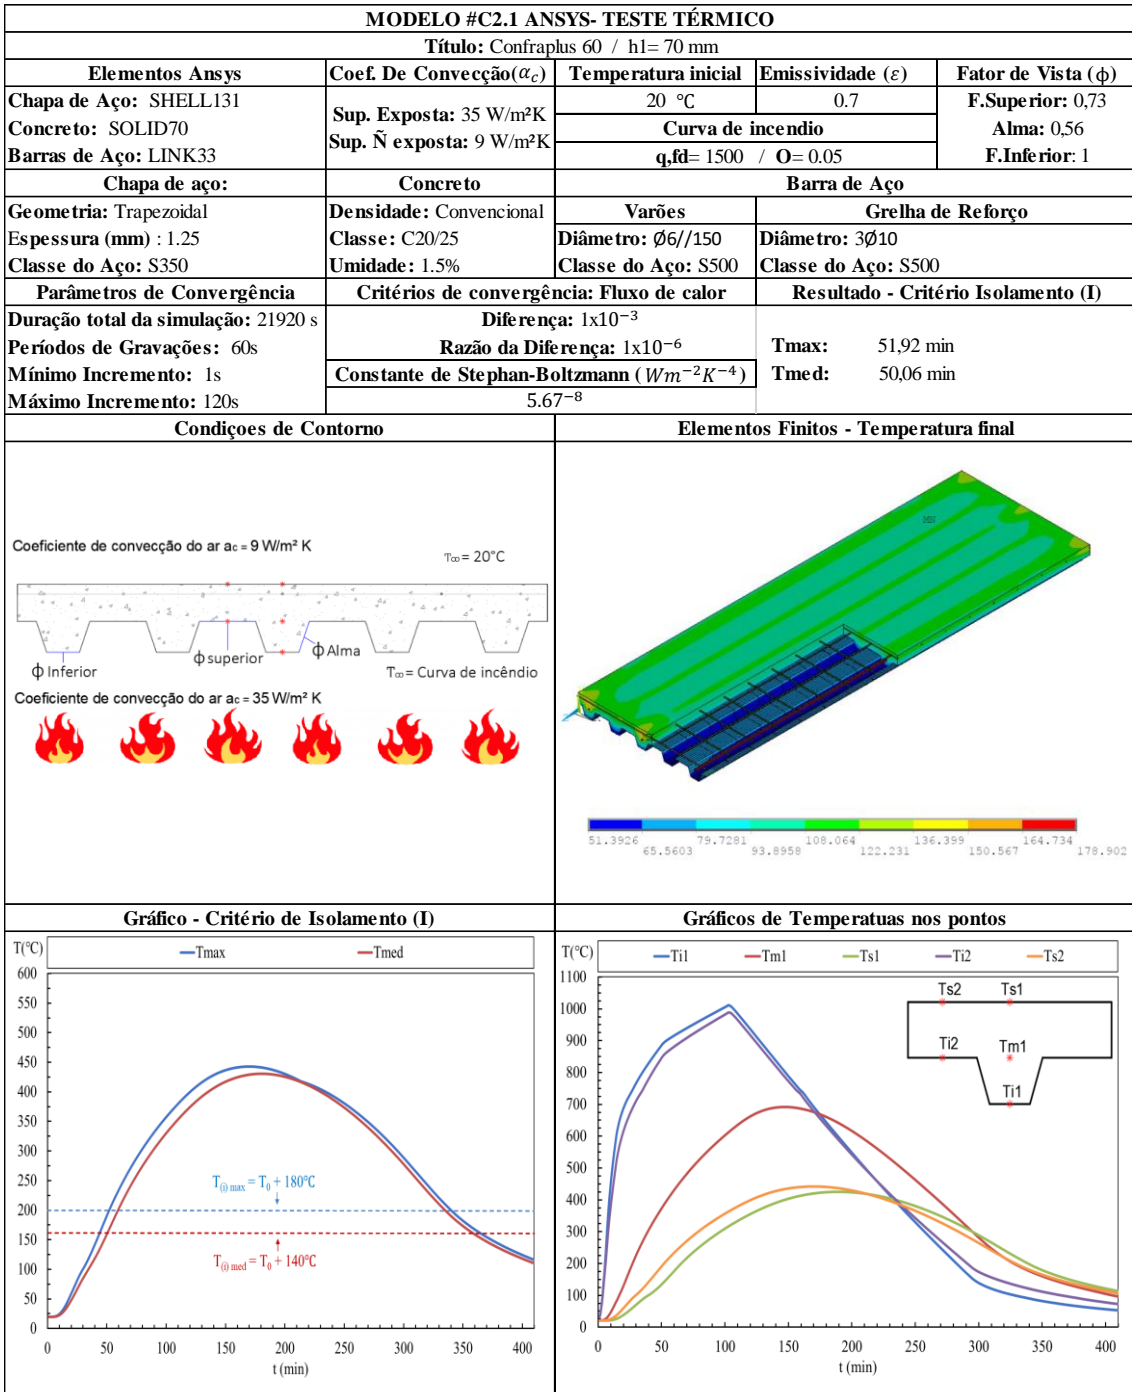 MODELO #C2.1 ANSYS- TESTE TÉRMICO
Título: Confraplus 60 / h1= 70 mm
Elementos Ansys
Coef. De Convecção(α_c)
Temperatura inicial
Emissividade (ε)
Fator de Vista (ϕ)
Chapa de Aço: SHELL131
Concreto: SOLID70
Barras de Aço: LINK33
Sup. Exposta: 35 W/m²K
Sup. Ñ exposta: 9 W/m²K
20 °C
0.7
Curva de incendio
q,fd= 1500 / O= 0.05
F.Superior: 0,73
Alma: 0,56
F.Inferior: 1
Chapa de aço:
Concreto
Barra de Aço
Geometria: Trapezoidal
Espessura (mm) : 1.25
Classe do Aço: S350
Densidade: Convencional
Classe: C20/25
Umidade: 1.5%
Varões
Diâmetro: Ø6//150
Classe do Aço: S500
Grelha de Reforço
Diâmetro: 3Ø10
Classe do Aço: S500
Parâmetros de Convergência
Critérios de convergência: Fluxo de calor
Resultado - Critério Isolamento (I)
Duração total da simulação: 21920 s
Períodos de Gravações: 60s
Mínimo Incremento: 1s
Máximo Incremento: 120s
Diferença: 1x10⁻³
Razão da Diferença: 1x10⁻⁶
Constante de Stephan-Boltzmann ( Wm⁻²K⁻⁴)
5.67⁻⁸
Tmax: 51,92 min
Tmed: 50,06 min
Condiçoes de Contorno
Elementos Finitos - Temperatura final
Coeficiente de convecção do ar ac = 9 W/m² K
T∞= 20°C
ϕ Inferior
ϕ superior
ϕ Alma
T∞= Curva de incêndio
Coeficiente de convecção do ar ac = 35 W/m² K
MX
51.3926
65.5603
79.7281
93.8958
108.064
122.231
136.399
150.567
164.734
178.902
Gráfico - Critério de Isolamento (I)
Gráficos de Temperatuas nos pontos
T(°C)
Tmax
Tmed
600
550
500
450
400
350
300
250
200
150
100
50
0
T(i) max = T0 + 180°C
T(i) med = T0 + 140°C
0 50 100 150 200 250 300 350 400
t (min)
T(°C)
Ti1
Tm1
Ts1
Ti2
Ts2
1100
1000
900
800
700
600
500
400
300
200
100
0
Ts2
Ts1
Ti2
Tm1
Ti1
0 50 100 150 200 250 300 350 400
t (min)